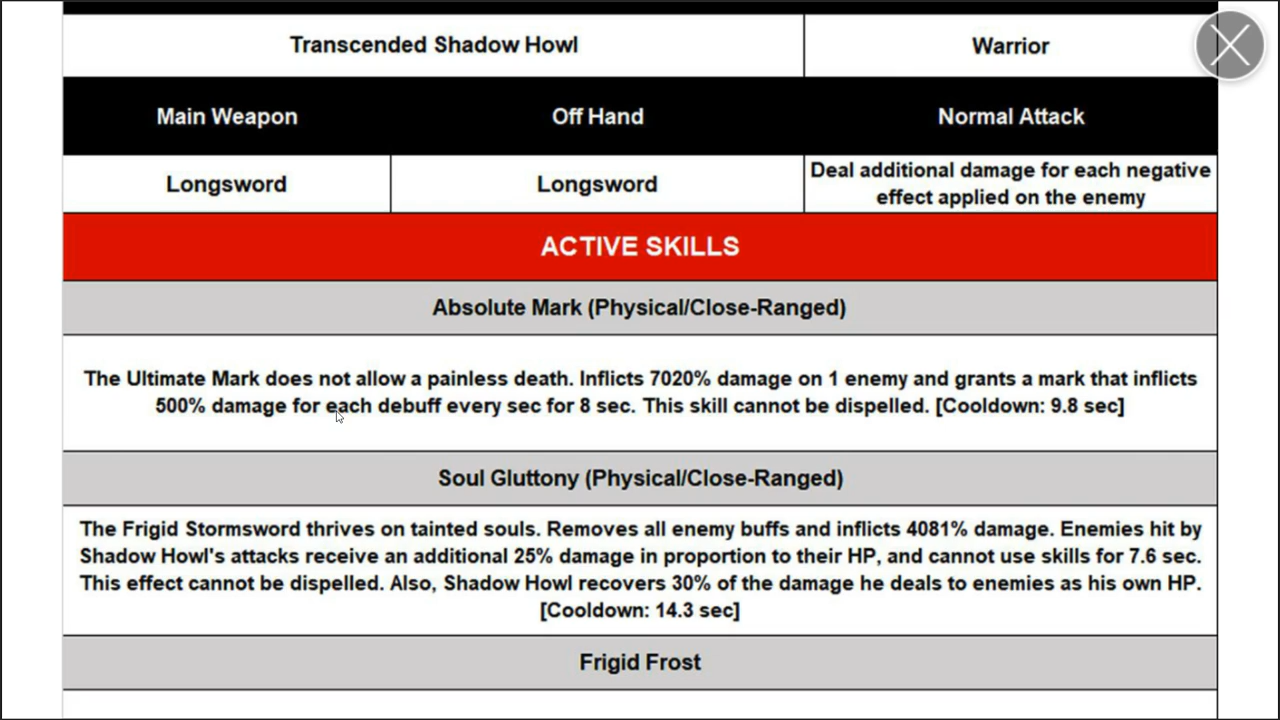 Transcended Shadow Howl
Warrior
Main Weapon
Off Hand
Normal Attack
Longsword
Longsword
Deal additional damage for each negative
effect applied on the enemy
ACTIVE SKILLS
Absolute Mark (Physical/Close-Ranged)
The Ultimate Mark does not allow a painless death. Inflicts 7020% damage on 1 enemy and grants a mark that inflicts
500% damage for each debuff every sec for 8 sec. This skill cannot be dispelled. [Cooldown: 9.8 sec]
Soul Gluttony (Physical/Close-Ranged)
The Frigid Stormsword thrives on tainted souls. Removes all enemy buffs and inflicts 4081% damage. Enemies hit by
Shadow Howl's attacks receive an additional 25% damage in proportion to their HP, and cannot use skills for 7.6 sec.
This effect cannot be dispelled. Also, Shadow Howl recovers 30% of the damage he deals to enemies as his own HP.
[Cooldown: 14.3 sec]
Frigid Frost